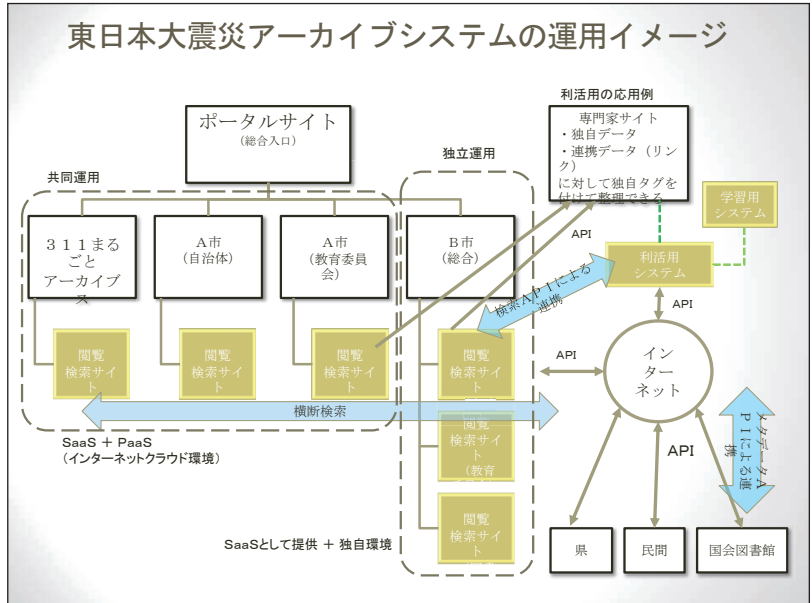 東日本大震災アーカイブシステムの運用イメージ
利活用の応用例
ポータルサイト
（総合入口）
専門家サイト
・独自データ
・連携データ（リン
ク）
に対して独自タグを
付けて整理できる
共同運用
独立運用
学習用
システム
３１１まる
ごと
アーカイブ
ス
Ａ市
（自治体）
Ａ市
（教育委員
会）
Ｂ市
（総合）
API
利活用
システム
検索ＡＰＩによる
連携
API
閲覧
検索サイト
閲覧
検索サイト
閲覧
検索サイト
閲覧
検索サイト
API
イン
ター
ネット
横断検索
SaaS + PaaS
（インターネットクラウド環境）
閲覧
検索サイト
（教育
API
メタデータＡ
ＰＩによる連
携
SaaSとして提供 + 独自環境
閲覧
検索サイト
県
民間
国会図書館